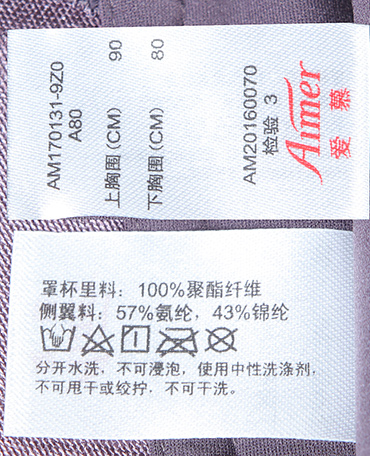 AM170131-9Z0
A80
上胸围(CM) 90
下胸围(CM) 80
AM20160070
检验 3
Aimer
爱慕
罩杯里料：100%聚酯纤维
侧翼料：57%氨纶，43%锦纶
分开水洗，不可浸泡，使用中性洗涤剂，
不可甩干或绞拧，不可干洗。